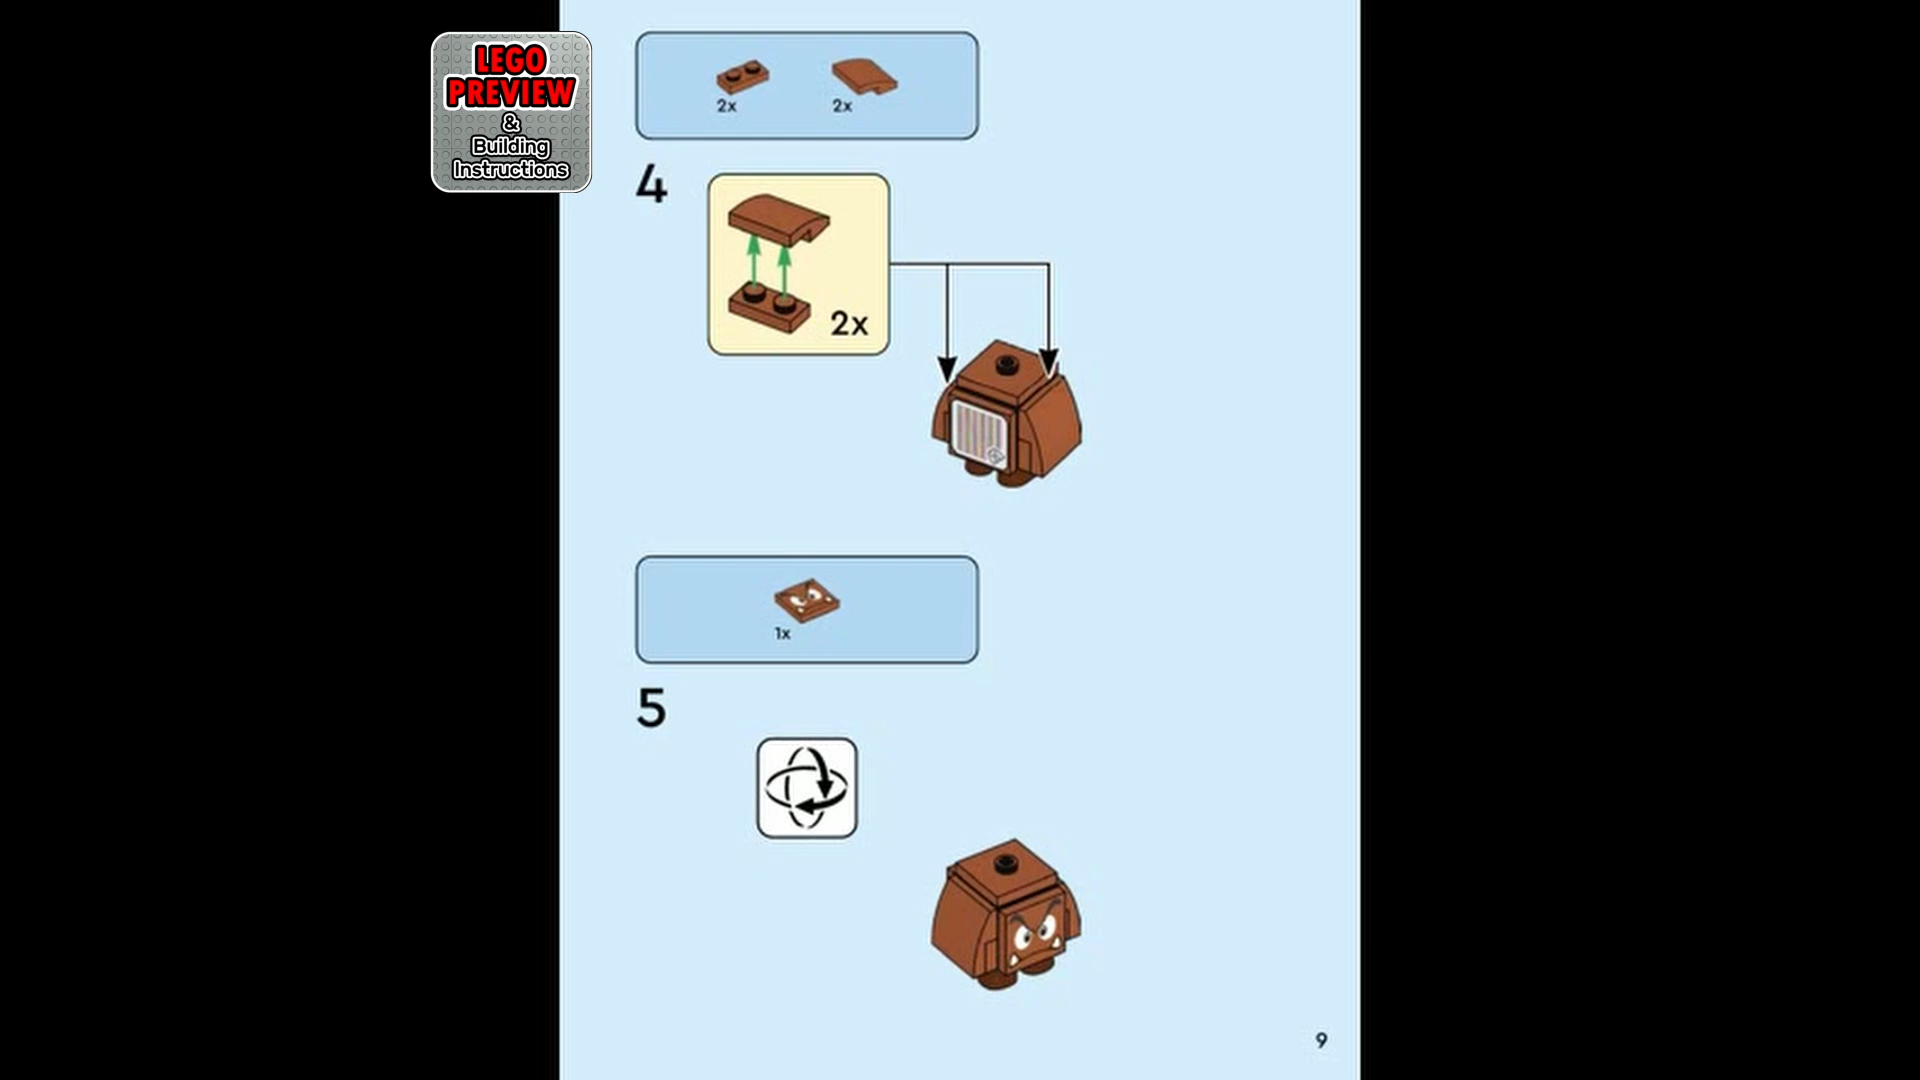 LEGO
PREVIEW
&
Building
Instructions
2x 2x
4
2x
1x
5
9